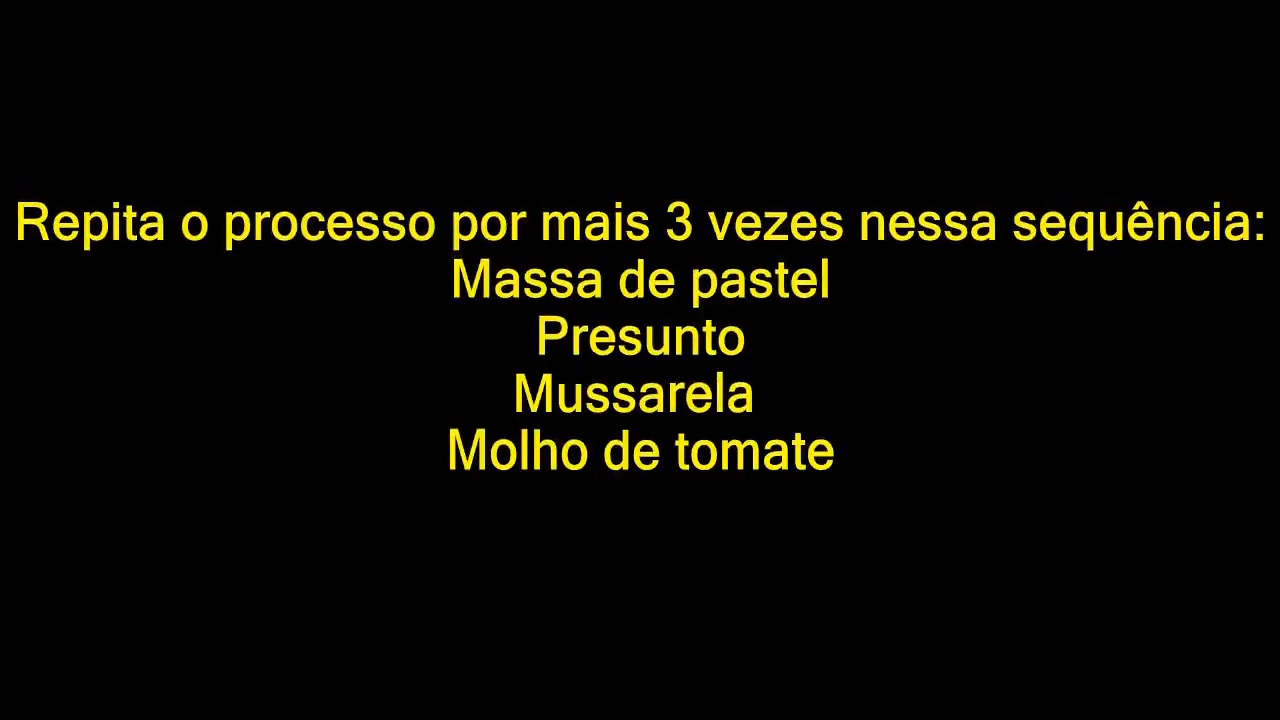 Repita o processo por mais 3 vezes nessa sequência:
Massa de pastel
Presunto
Mussarela
Molho de tomate